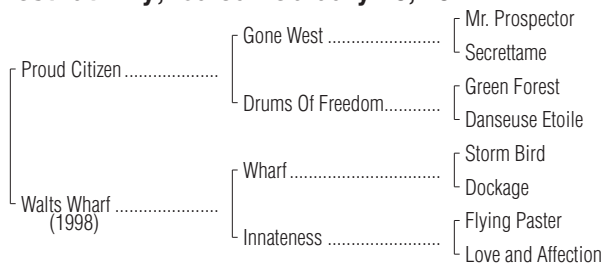 Mr. Prospector
Gone West ........................
Secrettame
Proud Citizen ....................
Green Forest
Drums Of Freedom............
Danseuse Etoile
Storm Bird
Wharf ................................
Dockage
Walts Wharf ......................
(1998)
Flying Paster
Innateness ........................
Love and Affection